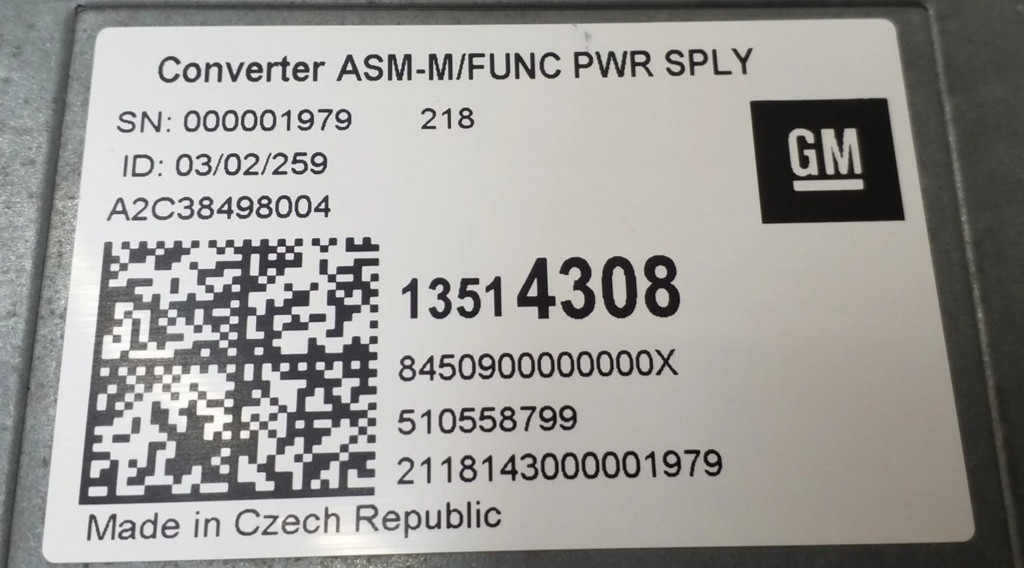 Converter ASM-M/FUNC PWR SPLY
SN: 000001979 218
ID: 03/02/259
A2C38498004
GM
13514308
8450900000000X
510558799
2118143000001979
Made in Czech Republic